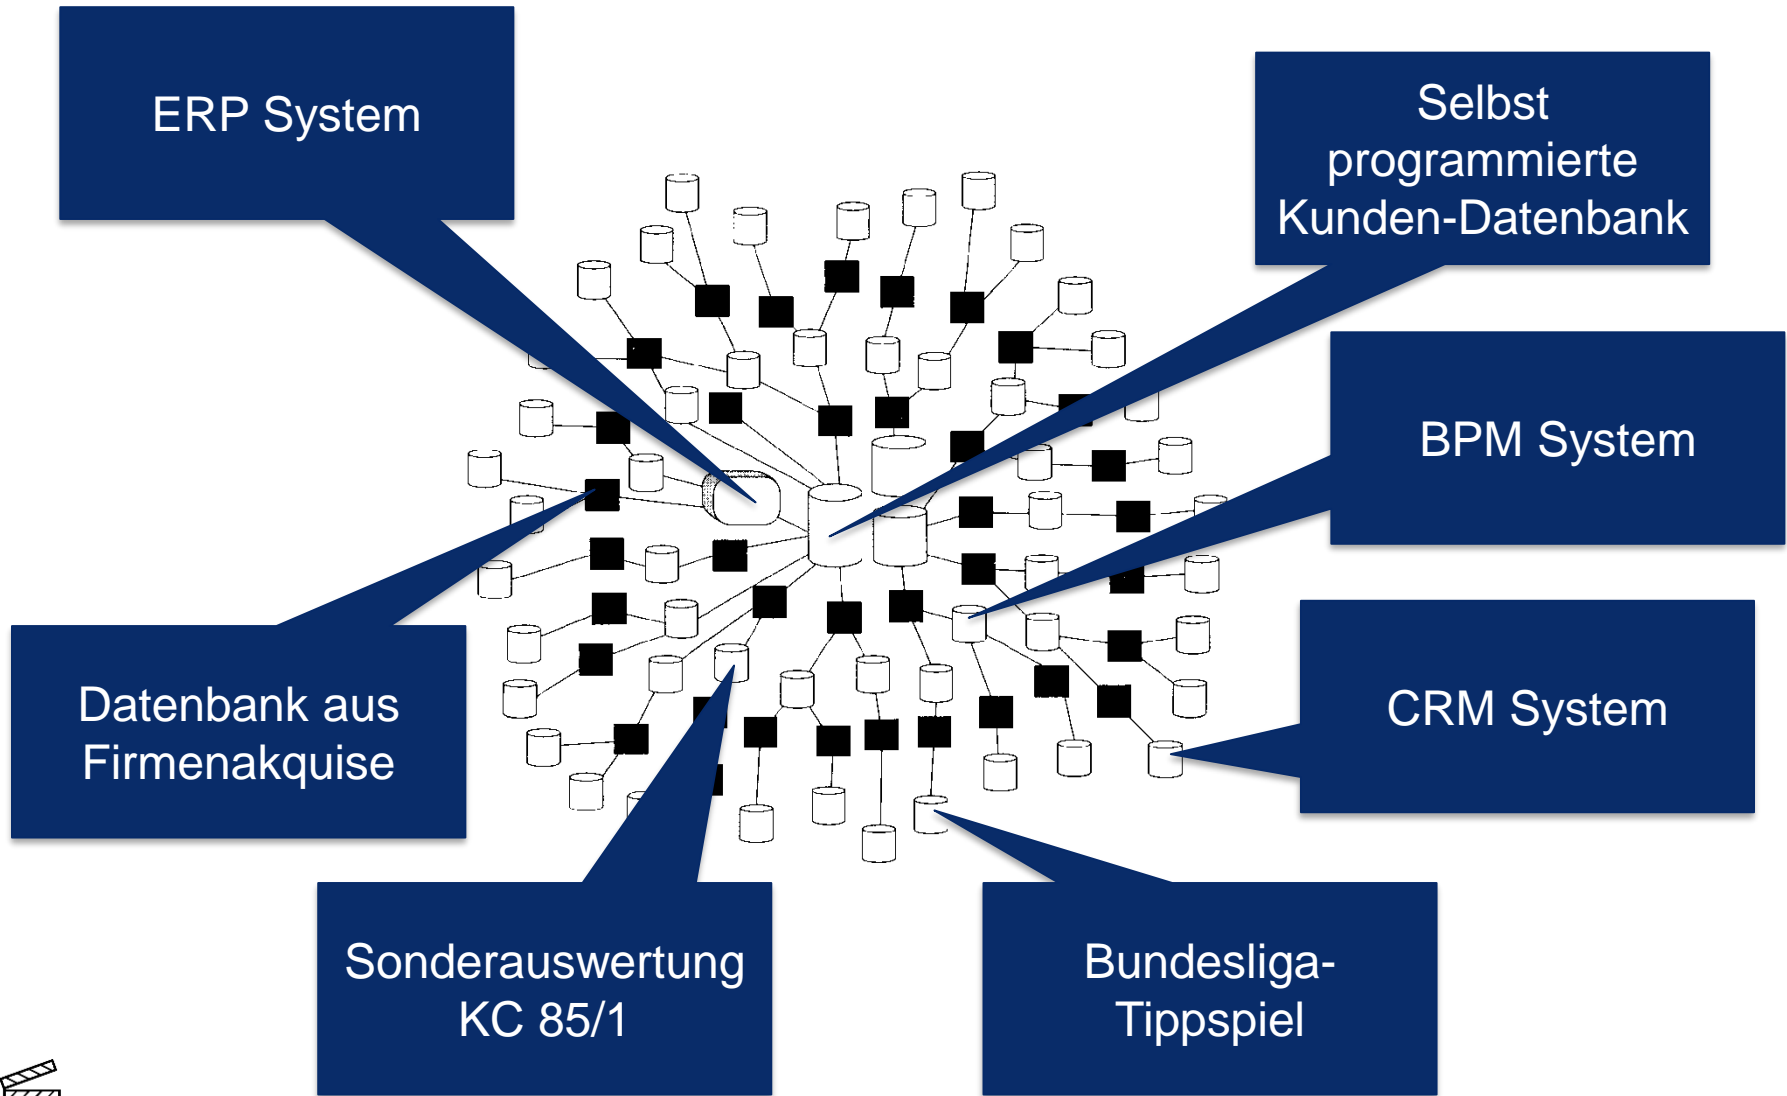 ERP System
Selbst
programmierte
Kunden-Datenbank
BPM System
Datenbank aus
Firmenakquise
CRM System
Sonderauswertung
KC 85/1
Bundesliga-
Tippspiel